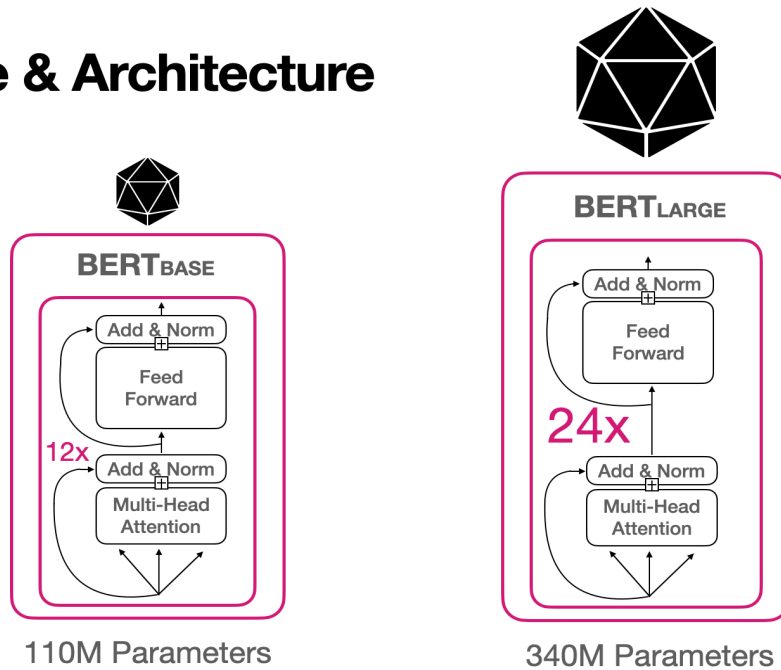 e & Architecture
BERTBASE
Add & Norm
Feed
Forward
12x
Add & Norm
Multi-Head
Attention
110M Parameters
BERTLARGE
Add & Norm
Feed
Forward
24x
Add & Norm
Multi-Head
Attention
340M Parameters